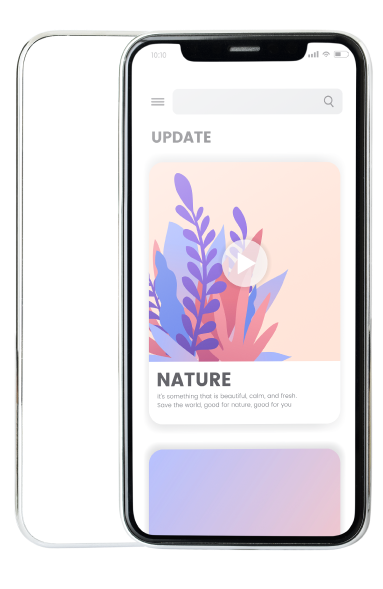 10:10
UPDATE
NATURE
It's something that is beautiful, calm, and fresh.
Save the world, good for nature, good for you